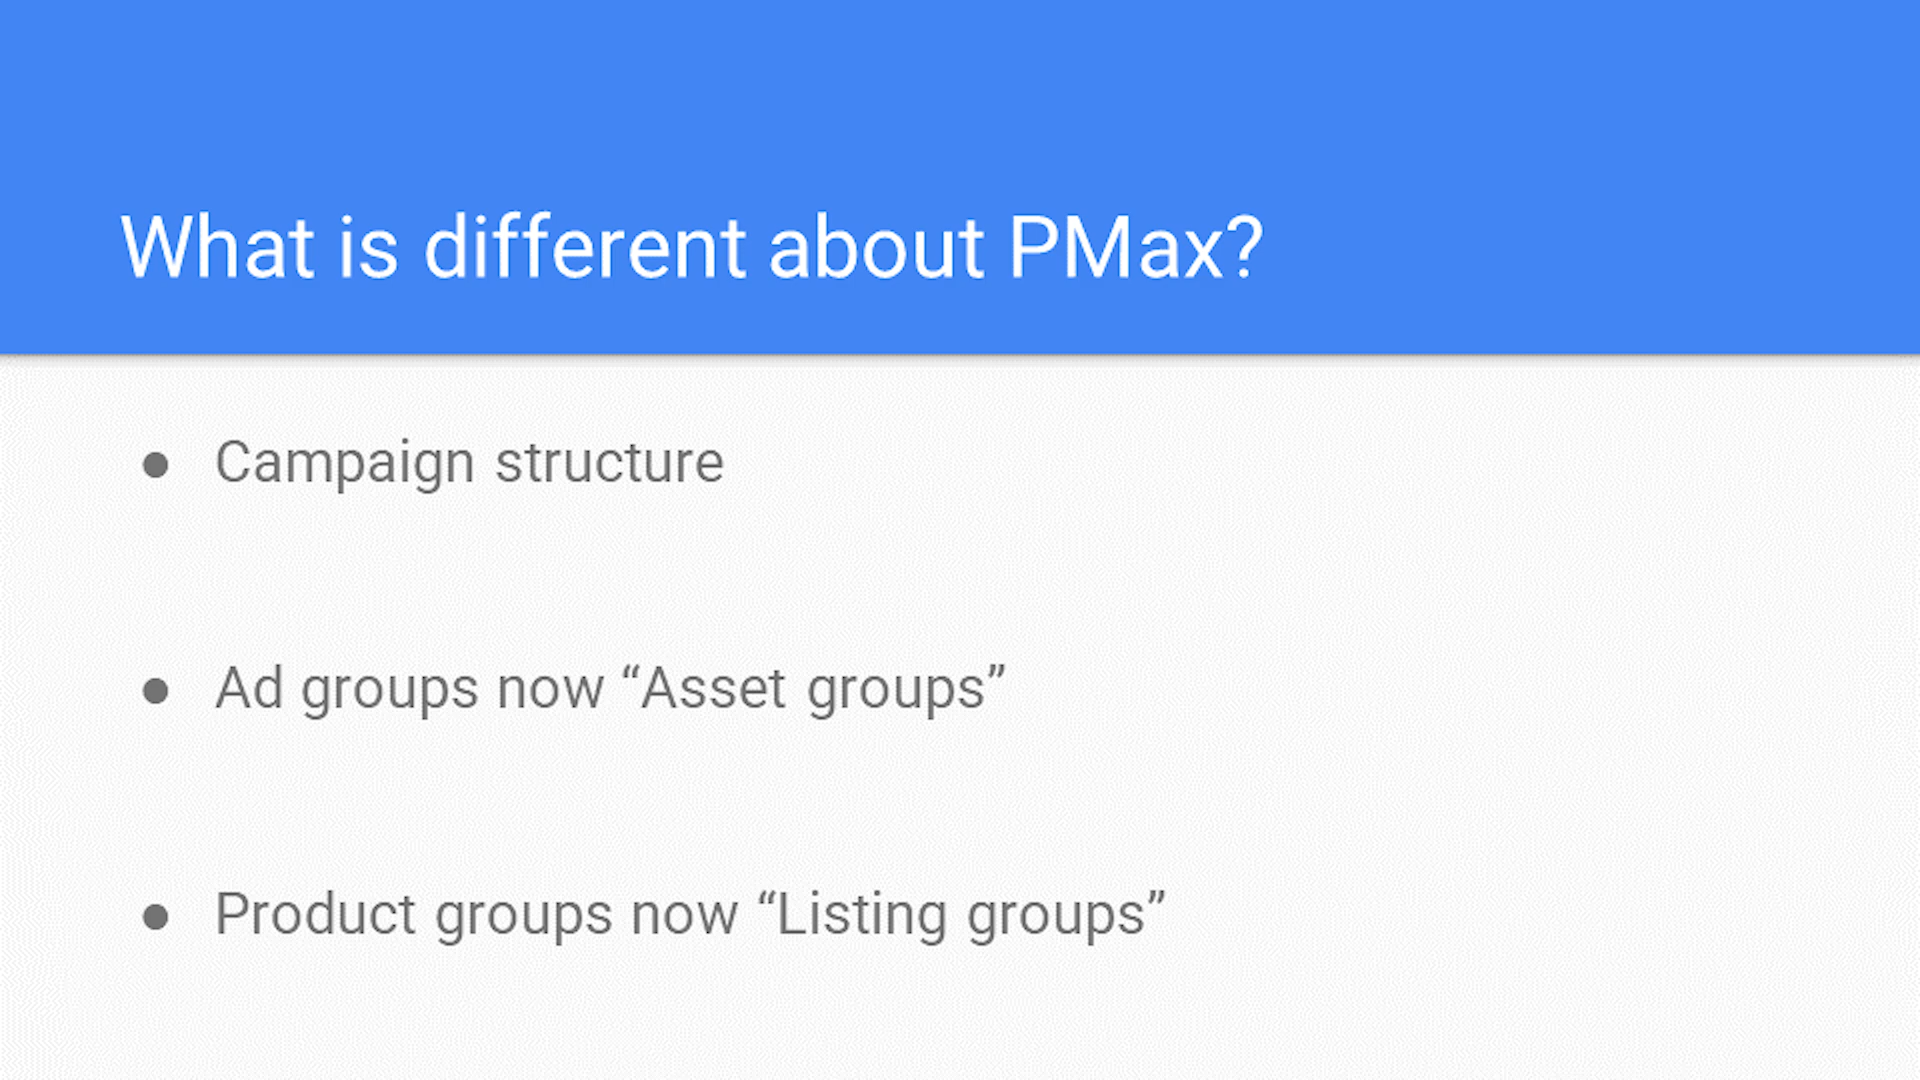 What is different about PMax?
● Campaign structure
● Ad groups now “Asset groups”
● Product groups now “Listing groups”